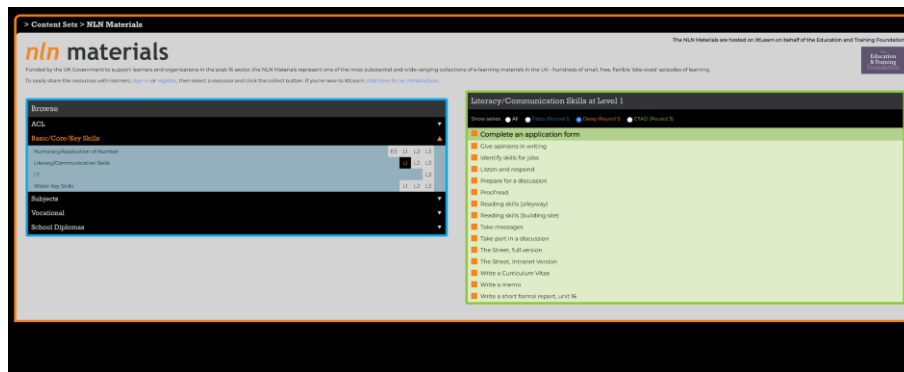 > Content Sets > NLN Materials
The NLN Materials are hosted on XtLearn on behalf of the Education and Training Foundation
nln materials
The
Education
& Training
Foundation
Funded by the UK Government to support learners and organisations in the post-16 sector, the NLN Materials represent one of the most substantial and wide-ranging collections of e-learning materials in the UK - hundreds of small, free, flexible 'bite-sized' episodes of learning.
To easily share the resources with learners, sign in or register, then select a resource and click the collect button. If you're new to XtLearn, click here for an introduction.
Browse
ACL
Basic/Core/Key Skills
Numeracy/Application of Number E3 L1 L2 L3
Literacy/Communication Skills L1 L2 L3
L3
Wider Key Skills L1 L2 L3
Subjects
Vocational
School Diplomas
Literacy/Communication Skills at Level 1
Show series All Plato (Round 1) Desq (Round 1) CTAD (Round 3)
Complete an application form
Give opinions in writing
Identify skills for jobs
Listen and respond
Prepare for a discussion
Proofread
Reading skills (alleyway)
Reading skills (building site)
Take messages
Take part in a discussion
The Street, full version
The Street, Intranet Version
Write a Curriculum Vitae
Write a memo
Write a short formal report, unit 16